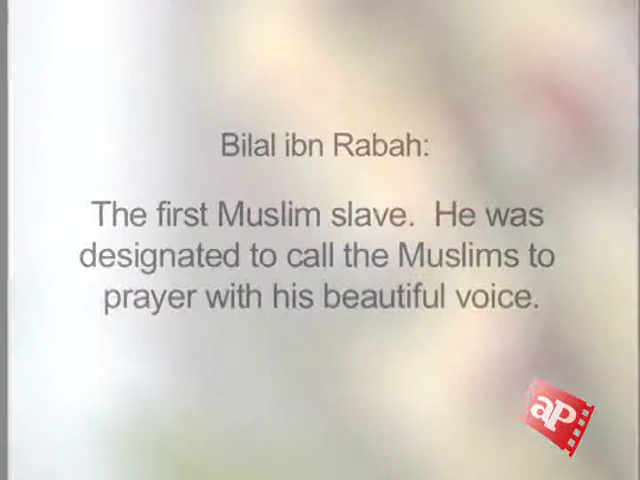 Bilal ibn Rabah:
The first Muslim slave.  He was
designated to call the Muslims to
prayer with his beautiful voice.
aP